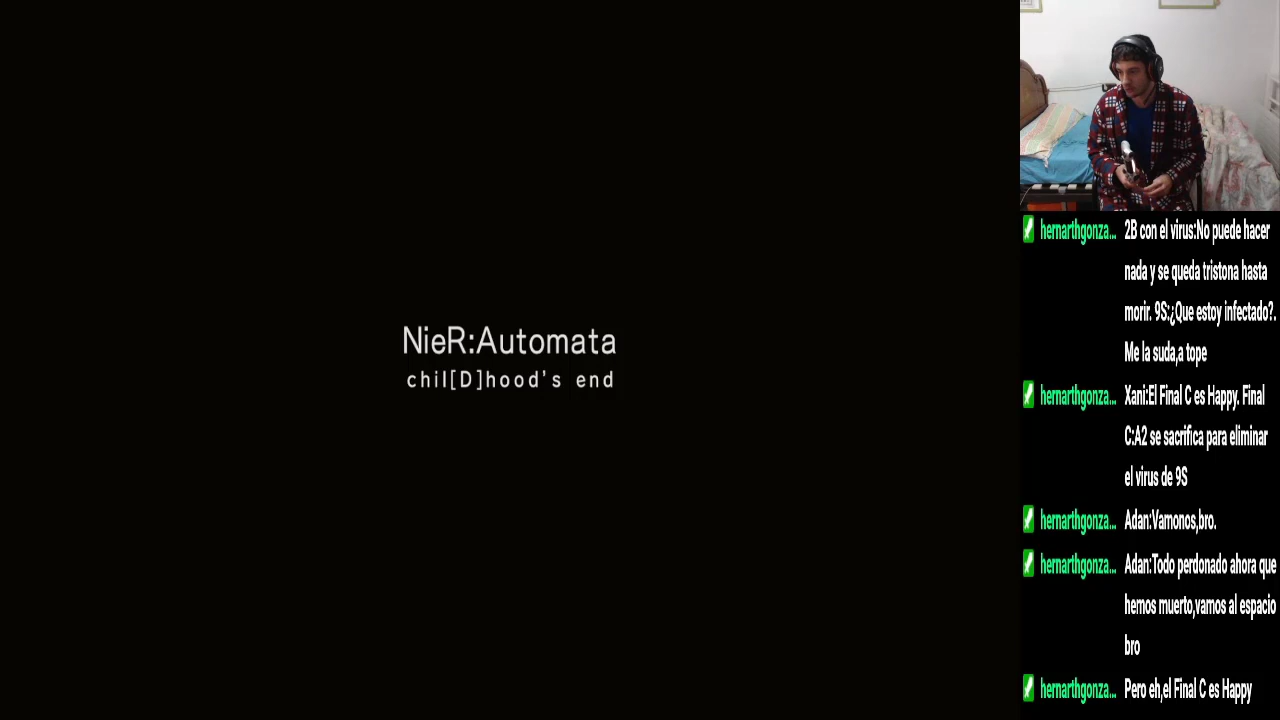 NieR:Automata
chil[D]hood's end
hernarthgonza... 2B con el virus:No puede hacer
nada y se queda tristona hasta
morir. 9S:¿Que estoy infectado?.
Me la suda,a tope
hernarthgonza... Xani:El Final C es Happy. Final
C:A2 se sacrifica para eliminar
el virus de 9S
hernarthgonza... Adan:Vamonos,bro.
hernarthgonza... Adan:Todo perdonado ahora que
hemos muerto,vamos al espacio
bro
hernarthgonza... Pero eh,el Final C es Happy